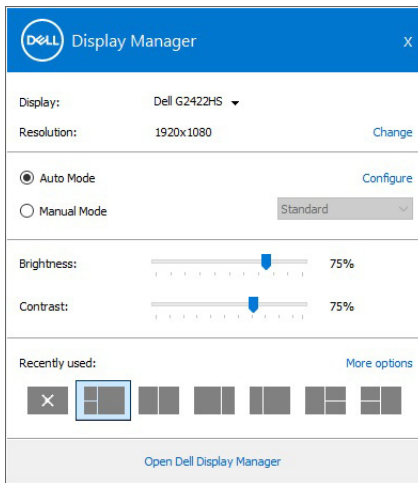 DELL Display Manager X
Display: Dell G2422HS
Resolution: 1920x1080 Change
Auto Mode Configure
Manual Mode Standard
Brightness: 75%
Contrast: 75%
Recently used: More options
Open Dell Display Manager